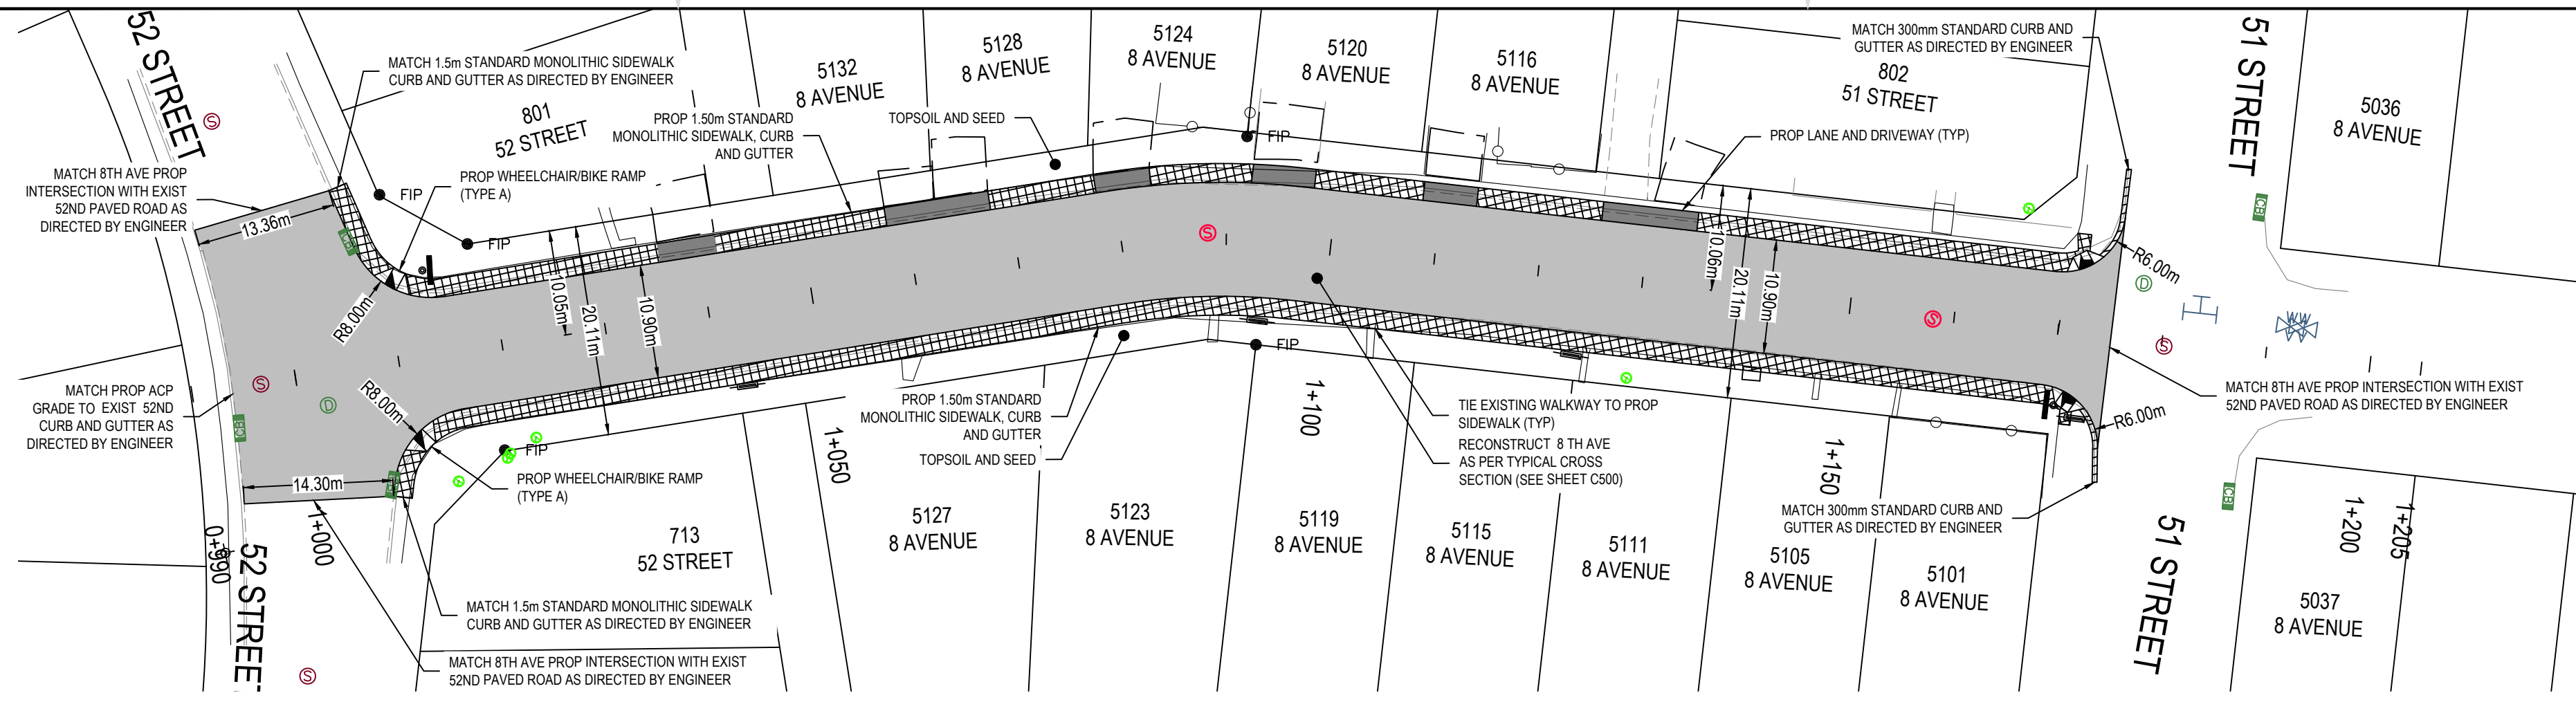 52 STREET
MATCH 1.5m STANDARD MONOLITHIC SIDEWALK
CURB AND GUTTER AS DIRECTED BY ENGINEER
801
52 STREET
5132
8 AVENUE
5128
8 AVENUE
5124
8 AVENUE
5120
8 AVENUE
5116
8 AVENUE
MATCH 300mm STANDARD CURB AND
GUTTER AS DIRECTED BY ENGINEER
802
51 STREET
51 STREET
5036
8 AVENUE
PROP 1.50m STANDARD
MONOLITHIC SIDEWALK, CURB
AND GUTTER
TOPSOIL AND SEED
FIP
PROP LANE AND DRIVEWAY (TYP)
MATCH 8TH AVE PROP
INTERSECTION WITH EXIST
52ND PAVED ROAD AS
DIRECTED BY ENGINEER
FIP
PROP WHEELCHAIR/BIKE RAMP
(TYPE A)
FIP
13.36m
S
CB
CB
R8.00m
10.05m
20.11m
10.90m
S
10.06m
20.11m
10.90m
S
R6.00m
D
CB
S
MATCH PROP ACP
GRADE TO EXIST 52ND
CURB AND GUTTER AS
DIRECTED BY ENGINEER
S
D
CB
R8.00m
FIP
FIP
14.30m
CB
PROP WHEELCHAIR/BIKE RAMP
(TYPE A)
PROP 1.50m STANDARD
MONOLITHIC SIDEWALK, CURB
AND GUTTER
TOPSOIL AND SEED
TIE EXISTING WALKWAY TO PROP
SIDEWALK (TYP)
RECONSTRUCT 8 TH AVE
AS PER TYPICAL CROSS
SECTION (SEE SHEET C500)
MATCH 8TH AVE PROP INTERSECTION WITH EXIST
52ND PAVED ROAD AS DIRECTED BY ENGINEER
R6.00m
MATCH 300mm STANDARD CURB AND
GUTTER AS DIRECTED BY ENGINEER
0+990
1+000
1+050
1+100
1+150
1+200
1+205
52 STREET
713
52 STREET
5127
8 AVENUE
5123
8 AVENUE
5119
8 AVENUE
5115
8 AVENUE
5111
8 AVENUE
5105
8 AVENUE
5101
8 AVENUE
51 STREET
5037
8 AVENUE
MATCH 1.5m STANDARD MONOLITHIC SIDEWALK
CURB AND GUTTER AS DIRECTED BY ENGINEER
MATCH 8TH AVE PROP INTERSECTION WITH EXIST
52ND PAVED ROAD AS DIRECTED BY ENGINEER
S